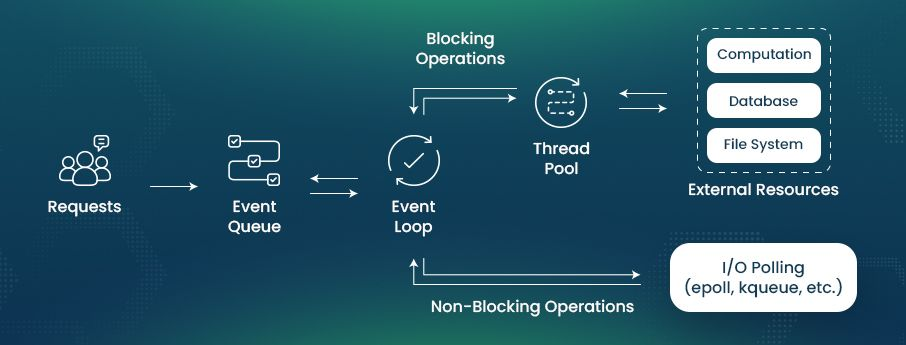 Blocking
Operations
Computation
Database
File System
External Resources
Thread
Pool
Requests
Event
Queue
Event
Loop
Non-Blocking Operations
I/O Polling
(epoll, kqueue, etc.)